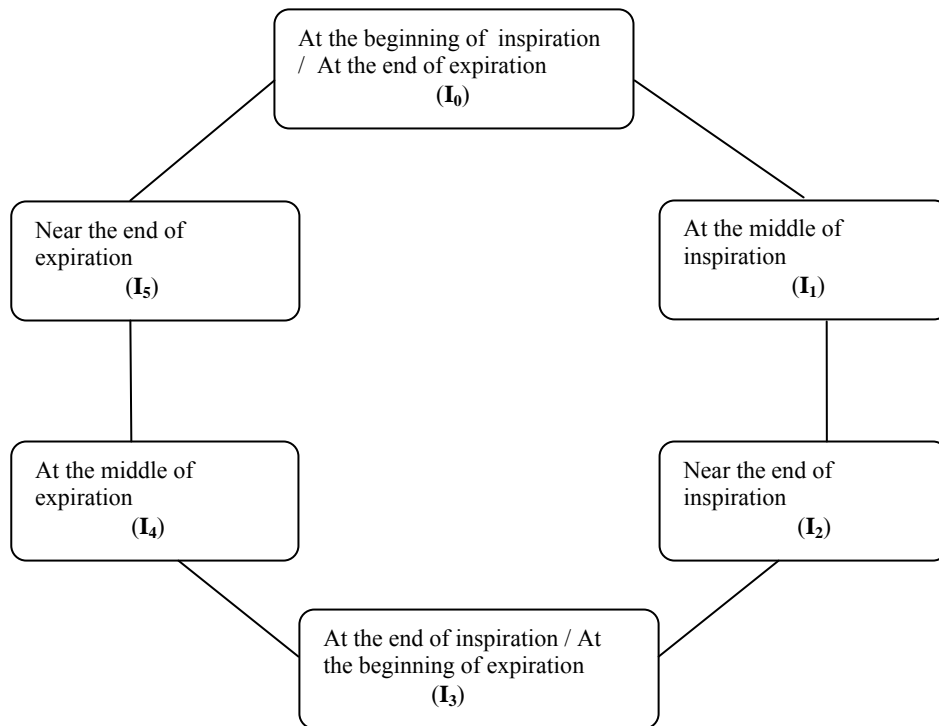 At the beginning of inspiration
/ At the end of expiration
(I₀)
Near the end of
expiration
(I₅)
At the middle of
inspiration
(I₁)
At the middle of
expiration
(I₄)
Near the end of
inspiration
(I₂)
At the end of inspiration / At
the beginning of expiration
(I₃)